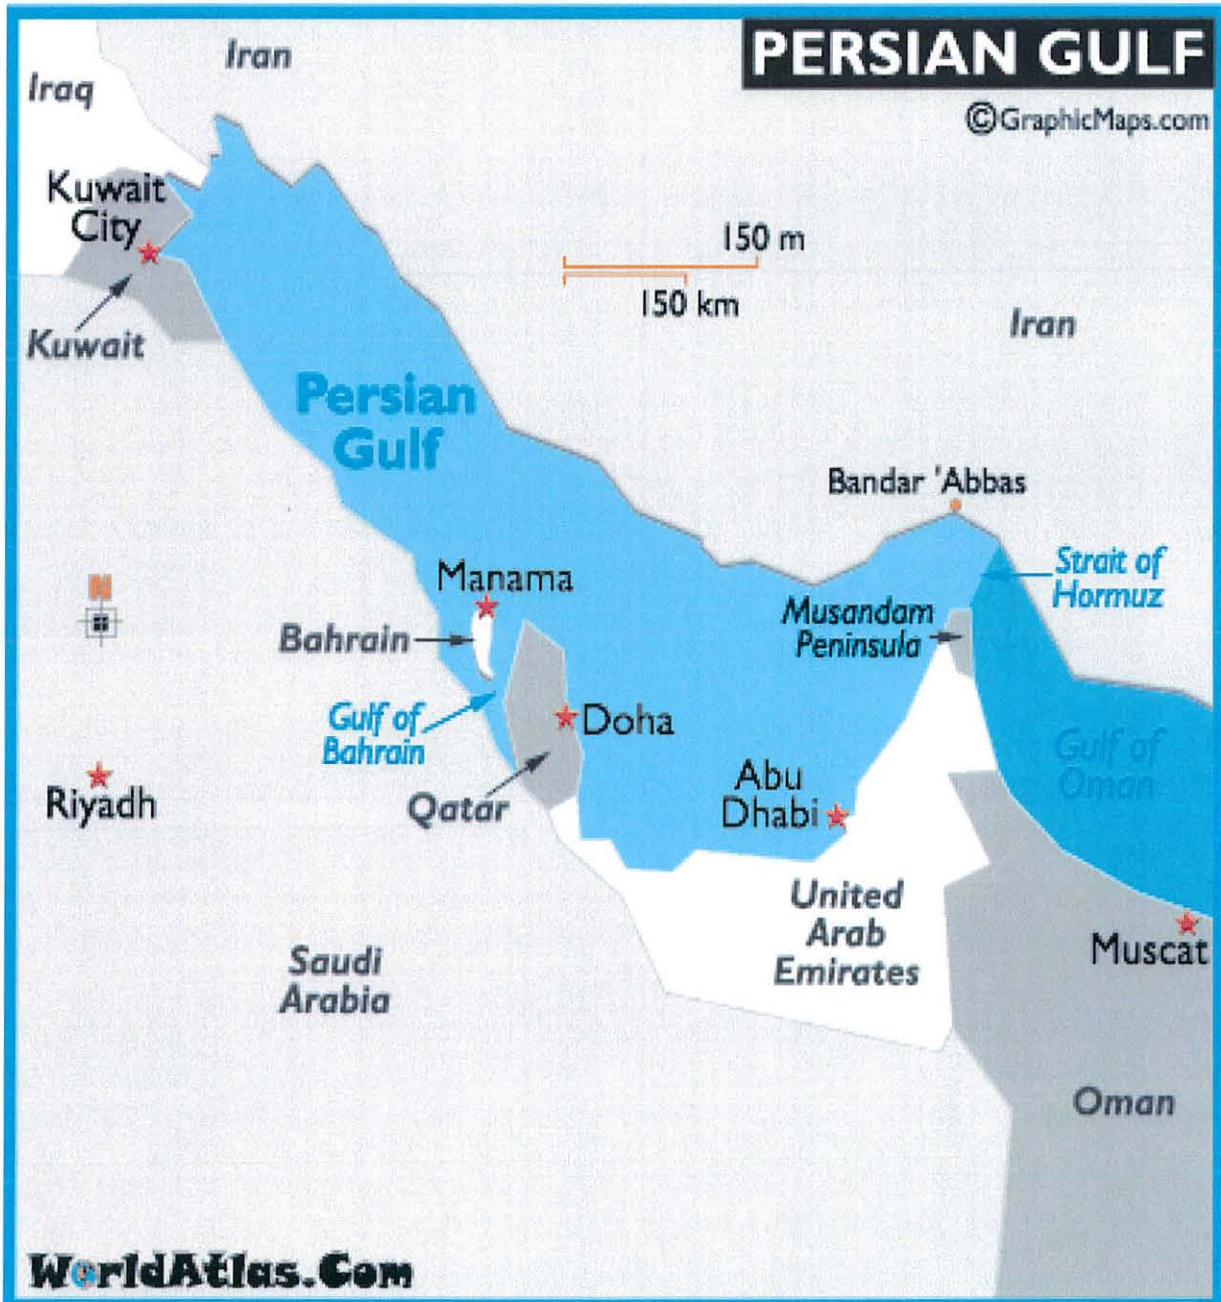 PERSIAN GULF
©GraphicMaps.com
Iran
Iraq
Kuwait
City
Kuwait
150 m
150 km
Iran
Persian
Gulf
Bandar 'Abbas
Strait of
Hormuz
Manama
Musandam
Peninsula
Bahrain
N
Gulf of
Bahrain
Doha
Gulf of
Oman
Riyadh
Qatar
Abu
Dhabi
United
Arab
Emirates
Muscat
Saudi
Arabia
Oman
WorldAtlas.Com